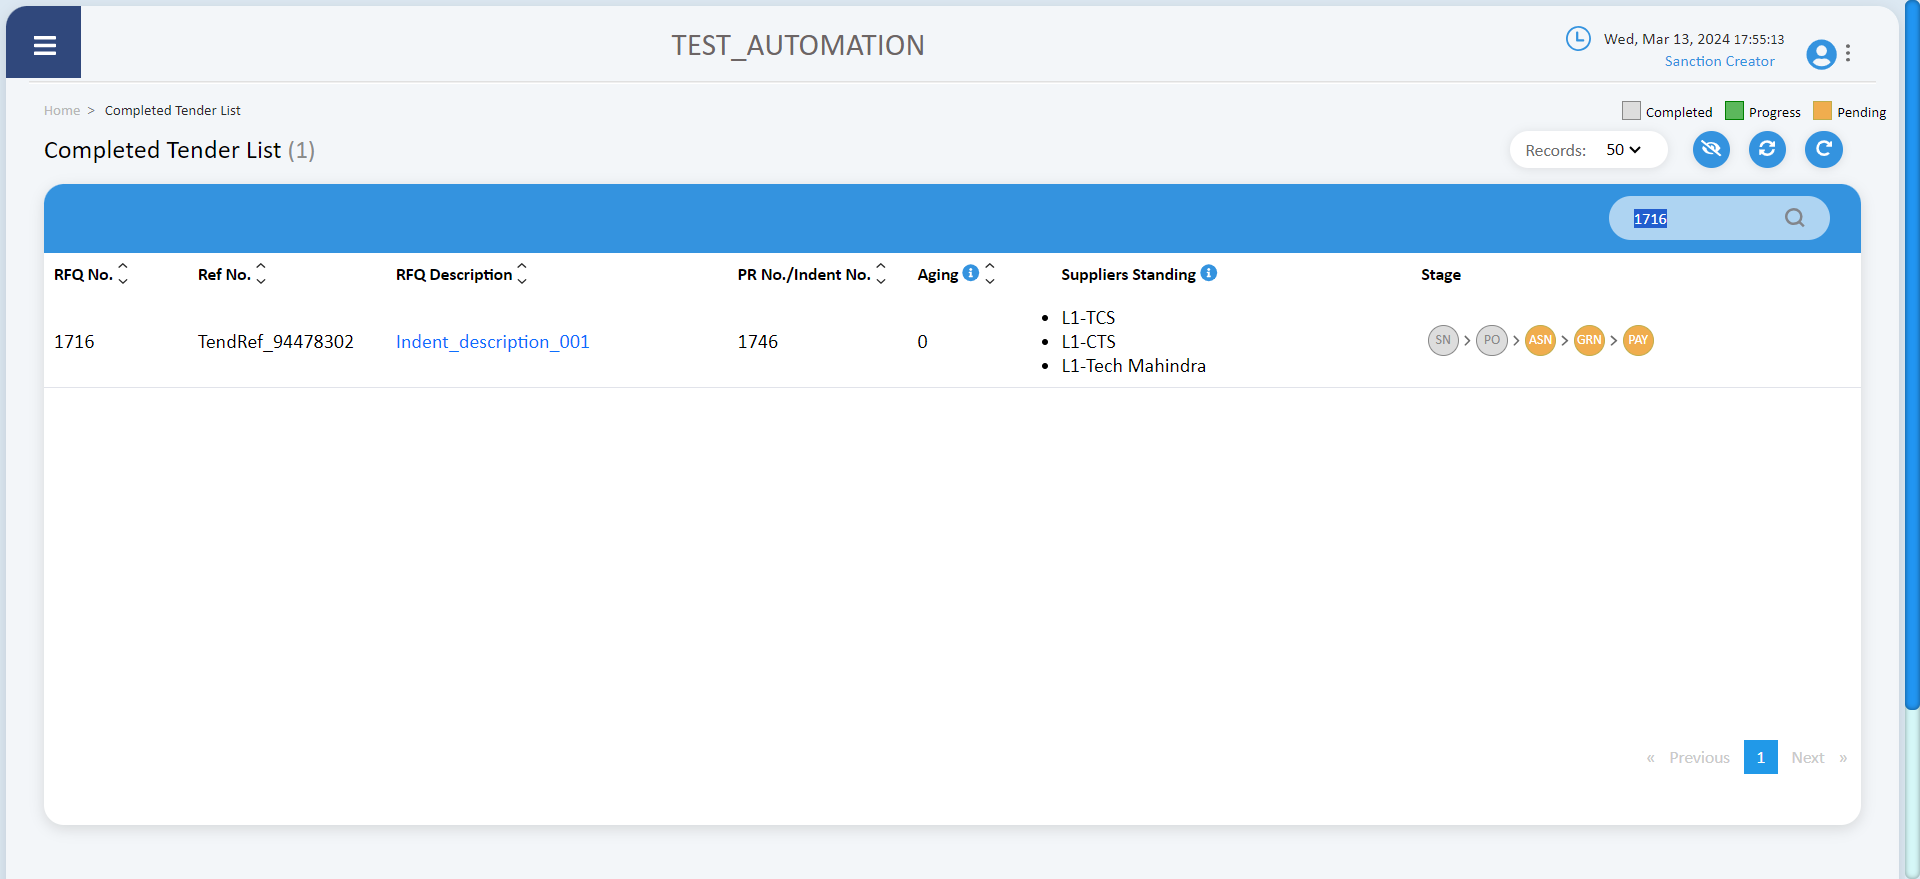 TEST_AUTOMATION
Wed, Mar 13, 2024 17:55:13
Sanction Creator
Home > Completed Tender List
Completed Progress Pending
Completed Tender List (1)
Records: 50
1716
RFQ No. Ref No. RFQ Description PR No./Indent No. Aging Suppliers Standing Stage
1716 TendRef_94478302 Indent_description_001 1746 0
• L1-TCS
• L1-CTS
• L1-Tech Mahindra
SN > PO > ASN > GRN > PAY
« Previous 1 Next »